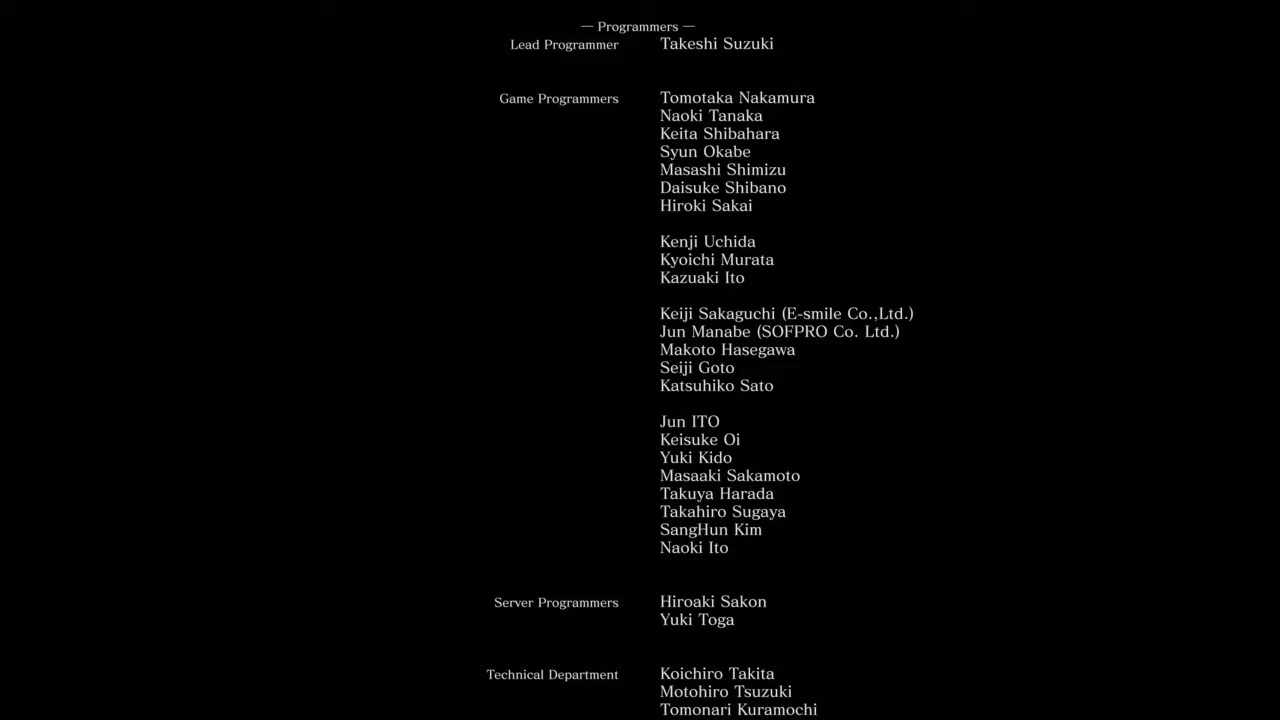 — Programmers —
Lead Programmer Takeshi Suzuki
Game Programmers Tomotaka Nakamura
Naoki Tanaka
Keita Shibahara
Syun Okabe
Masashi Shimizu
Daisuke Shibano
Hiroki Sakai
Kenji Uchida
Kyoichi Murata
Kazuaki Ito
Keiji Sakaguchi (E-smile Co.,Ltd.)
Jun Manabe (SOFPRO Co. Ltd.)
Makoto Hasegawa
Seiji Goto
Katsuhiko Sato
Jun ITO
Keisuke Oi
Yuki Kido
Masaaki Sakamoto
Takuya Harada
Takahiro Sugaya
SangHun Kim
Naoki Ito
Server Programmers Hiroaki Sakon
Yuki Toga
Technical Department Koichiro Takita
Motohiro Tsuzuki
Tomonari Kuramochi